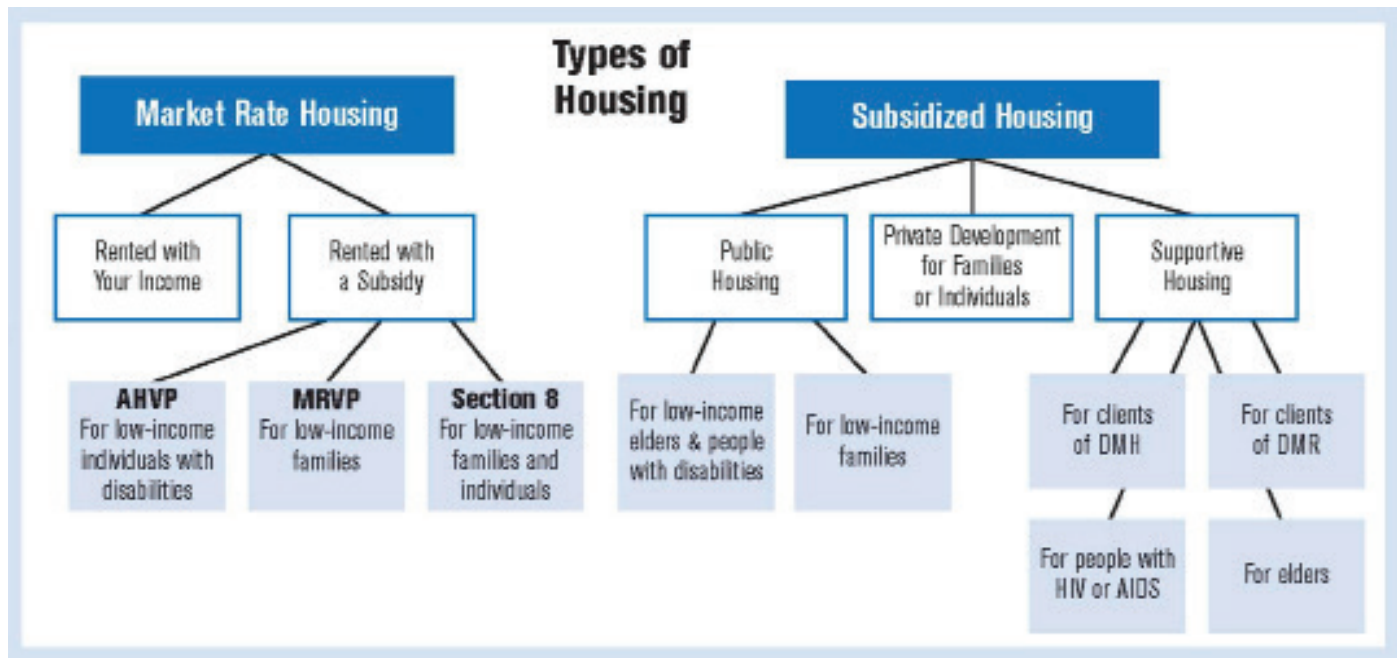 Types of
Housing
Market Rate Housing
Subsidized Housing
Rented with
Your Income
Rented with
a Subsidy
Public
Housing
Private Development
for Families
or Individuals
Supportive
Housing
AHVP
For low-income
individuals with
disabilities
MRVP
For low-income
families
Section 8
For low-income
families and
individuals
For low-income
elders & people
with disabilities
For low-income
families
For clients
of DMH
For clients
of DMR
For people with
HIV or AIDS
For elders